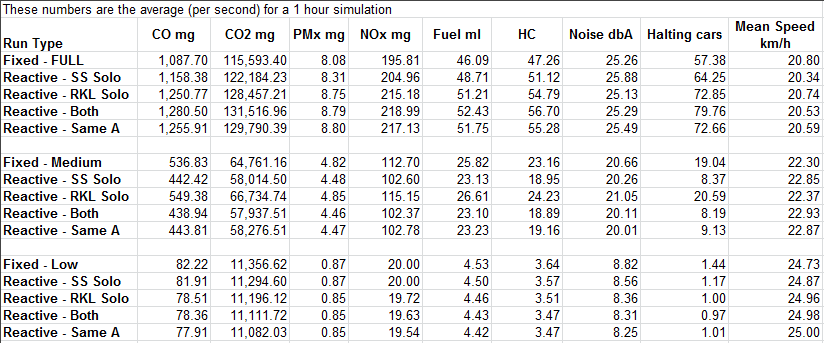 These numbers are the average (per second) for a 1 hour simulation
Run Type CO mg CO2 mg PMx mg NOx mg Fuel ml HC Noise dbA Halting cars Mean Speed km/h
Fixed - FULL 1,087.70 115,593.40 8.08 195.81 46.09 47.26 25.26 57.38 20.80
Reactive - SS Solo 1,158.38 122,184.23 8.31 204.96 48.71 51.12 25.88 64.25 20.34
Reactive - RKL Solo 1,250.77 128,457.21 8.75 215.18 51.21 54.79 25.13 72.85 20.74
Reactive - Both 1,280.50 131,516.96 8.79 218.99 52.43 56.70 25.29 79.76 20.53
Reactive - Same A 1,255.91 129,790.39 8.80 217.13 51.75 55.28 25.49 72.66 20.59
Fixed - Medium 536.83 64,761.16 4.82 112.70 25.82 23.16 20.66 19.04 22.30
Reactive - SS Solo 442.42 58,014.50 4.48 102.60 23.13 18.95 20.26 8.37 22.85
Reactive - RKL Solo 549.38 66,734.74 4.85 115.15 26.61 24.23 21.05 20.59 22.37
Reactive - Both 438.94 57,937.51 4.46 102.37 23.10 18.89 20.11 8.19 22.93
Reactive - Same A 443.81 58,276.51 4.47 102.78 23.23 19.16 20.01 9.13 22.87
Fixed - Low 82.22 11,356.62 0.87 20.00 4.53 3.64 8.82 1.44 24.73
Reactive - SS Solo 81.91 11,294.60 0.87 20.00 4.50 3.57 8.56 1.17 24.87
Reactive - RKL Solo 78.51 11,196.12 0.85 19.72 4.46 3.51 8.36 1.00 24.96
Reactive - Both 78.36 11,111.72 0.85 19.63 4.43 3.47 8.31 0.97 24.98
Reactive - Same A 77.91 11,082.03 0.85 19.54 4.42 3.47 8.25 1.01 25.00